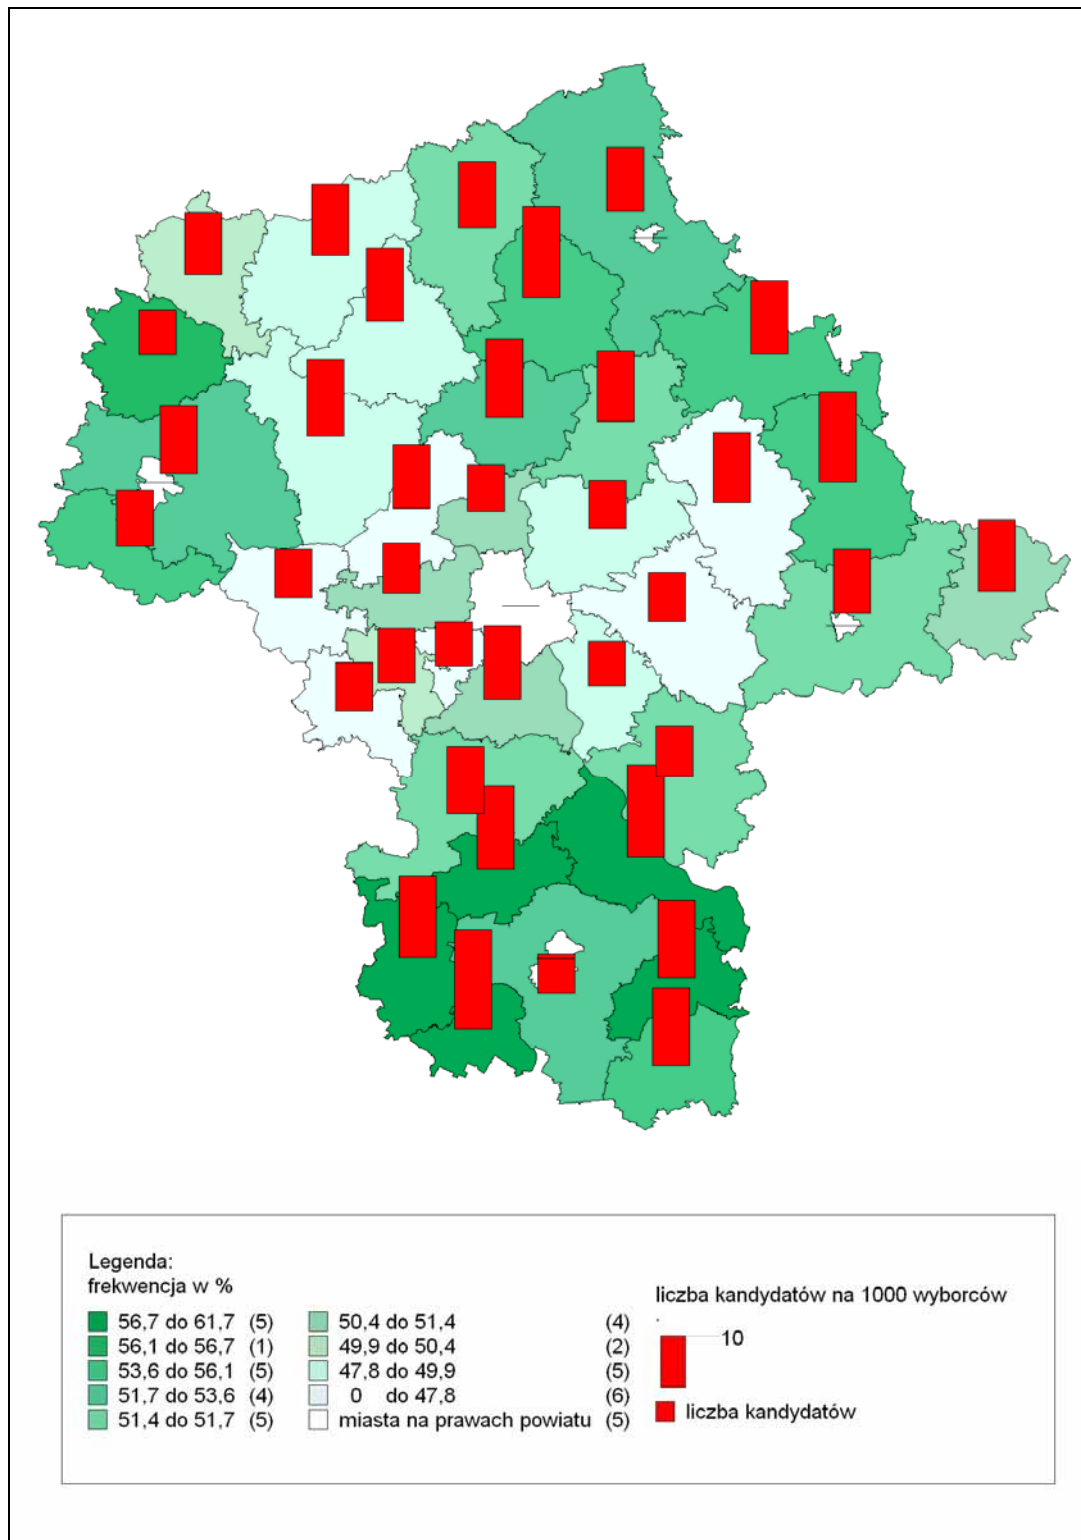 Legenda:
frekwencja w %
56,7 do 61,7 (5)
56,1 do 56,7 (1)
53,6 do 56,1 (5)
51,7 do 53,6 (4)
51,4 do 51,7 (5)
50,4 do 51,4 (4)
49,9 do 50,4 (2)
47,8 do 49,9 (5)
0 do 47,8 (6)
miasta na prawach powiatu (5)
liczba kandydatów na 1000 wyborców
10
liczba kandydatów